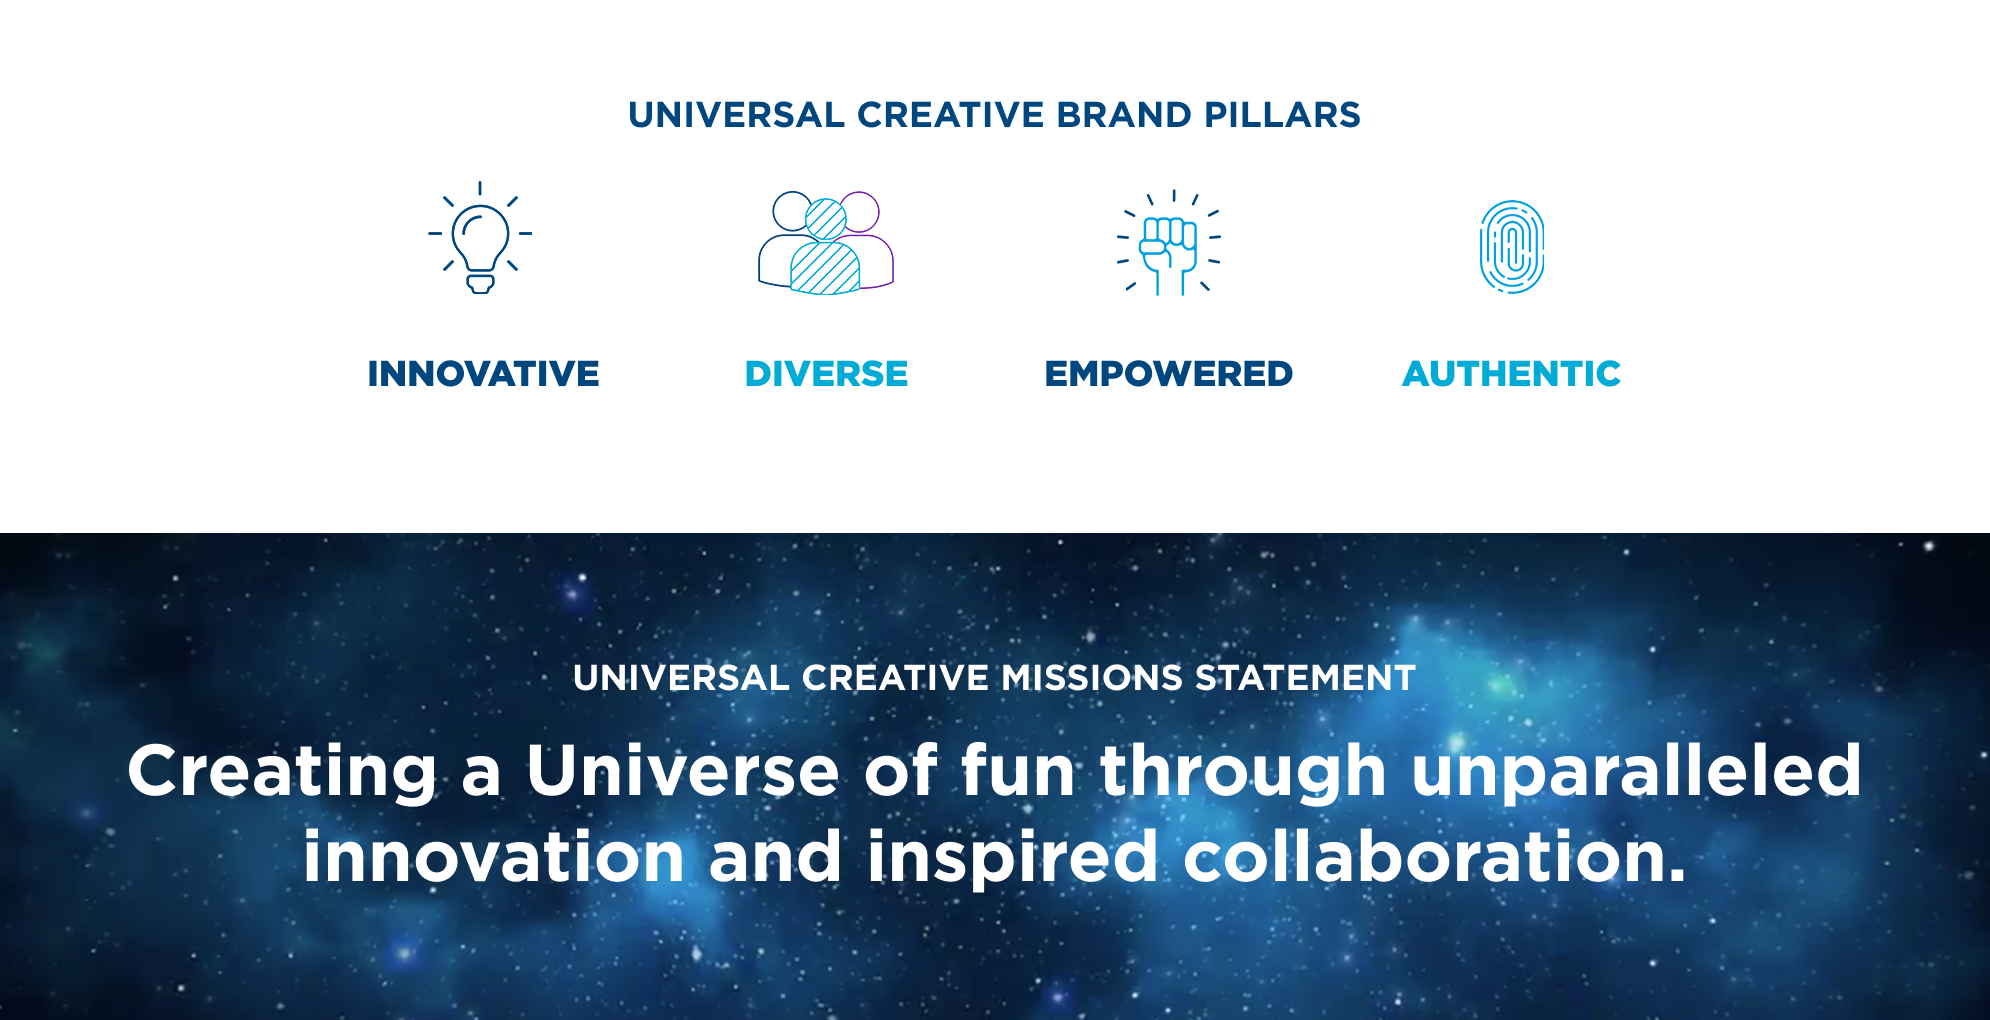 UNIVERSAL CREATIVE BRAND PILLARS
INNOVATIVE
DIVERSE
EMPOWERED
AUTHENTIC
UNIVERSAL CREATIVE MISSIONS STATEMENT
Creating a Universe of fun through unparalleled
innovation and inspired collaboration.